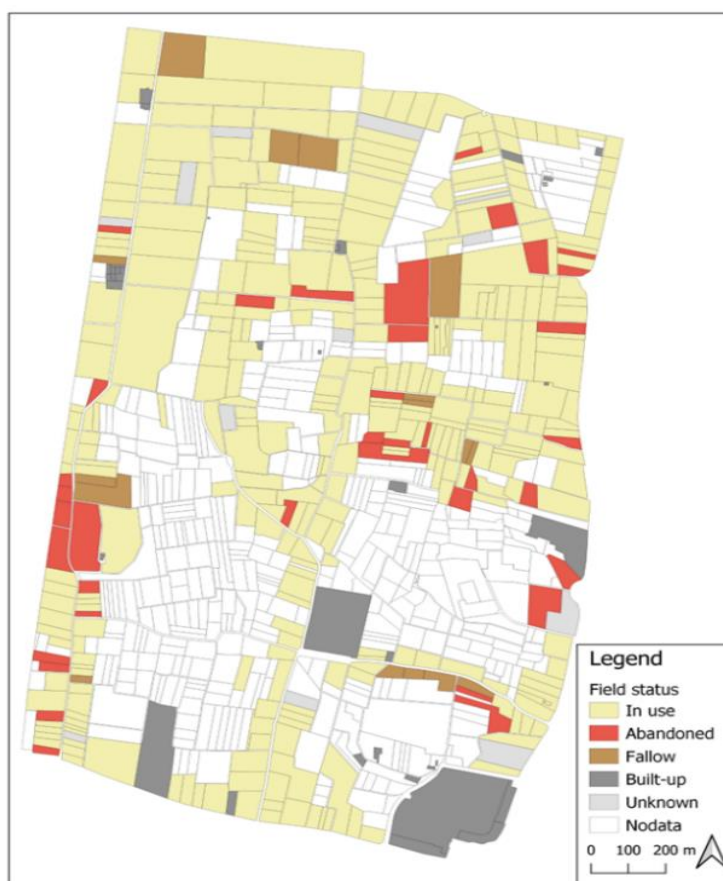 Legend
Field status
In use
Abandoned
Fallow
Built-up
Unknown
Nodata
0 100 200 m